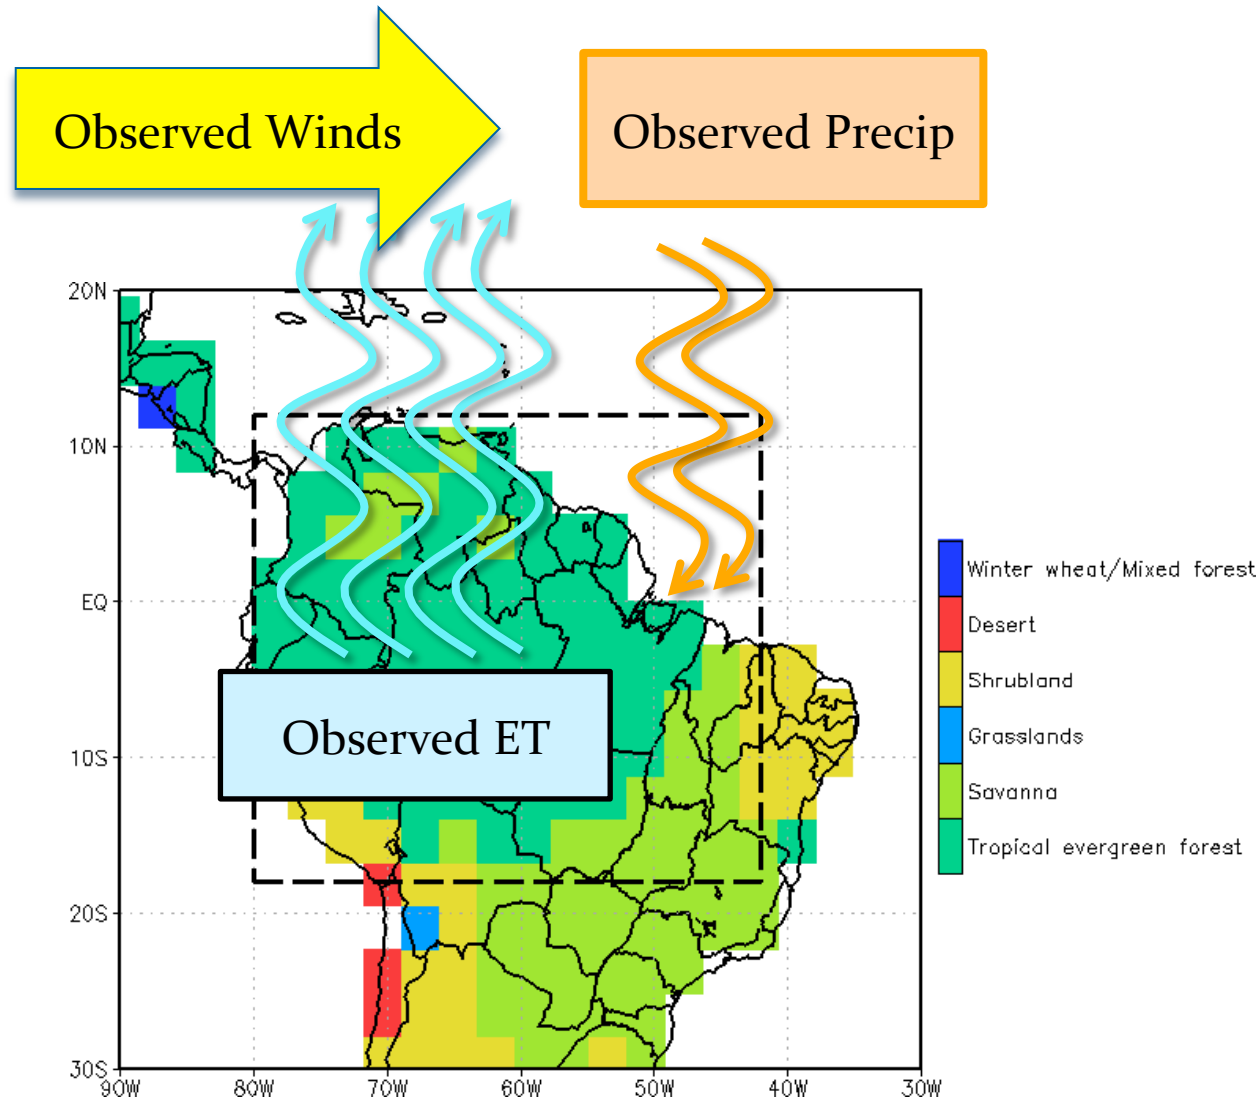 Observed Winds
Observed Precip
20N
10N
EQ
Observed ET
10S
20S
30S
90W 80W 70W 60W 50W 40W 30W
Winter wheat/Mixed forest
Desert
Shrubland
Grasslands
Savanna
Tropical evergreen forest